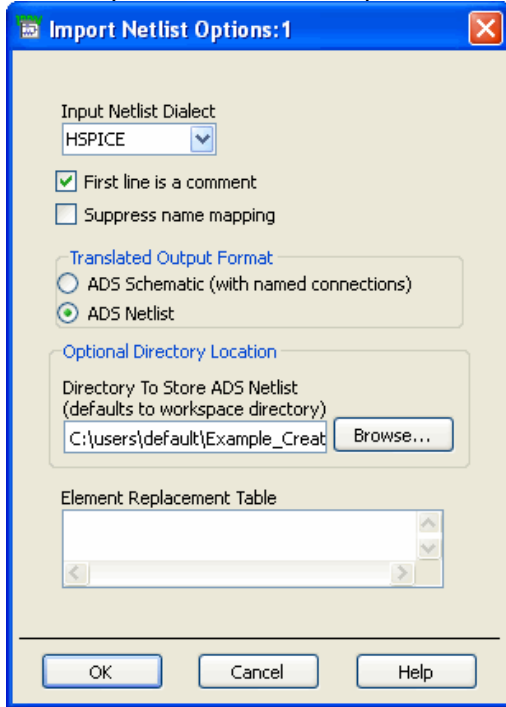 Import Netlist Options:1
Input Netlist Dialect
HSPICE
First line is a comment
Suppress name mapping
Translated Output Format
ADS Schematic (with named connections)
ADS Netlist
Optional Directory Location
Directory To Store ADS Netlist
(defaults to workspace directory)
C:\users\default\Example_Creat
Browse...
Element Replacement Table
OK
Cancel
Help